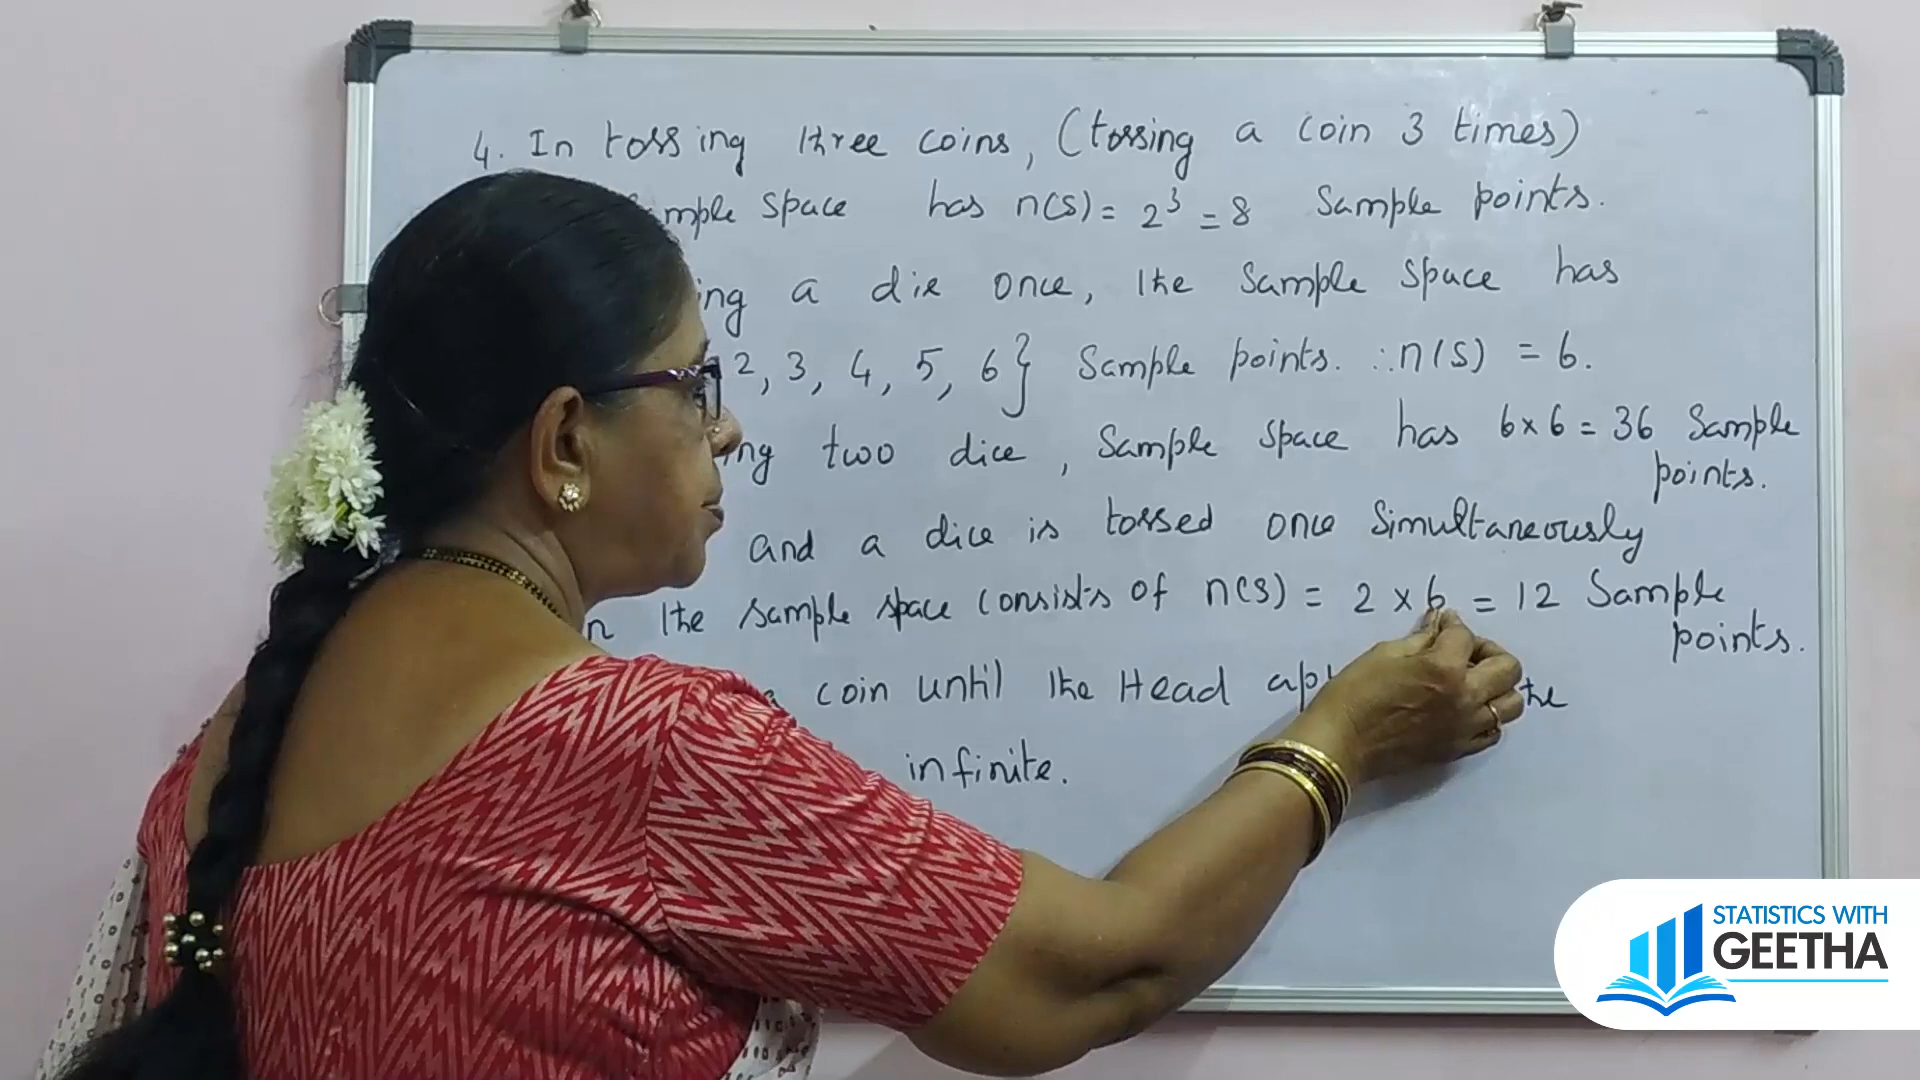 4. In tossing three coins, (tossing a coin 3 times)
Sample space has n(s) = 2³ = 8 Sample points.
ing a die once, the sample space has
2, 3, 4, 5, 6} Sample points. ∴ n(s) = 6.
ing two dice, Sample space has 6×6 = 36 Sample
points.
and a dice is tossed once simultaneously
the sample space consists of n(s) = 2 × 6 = 12 Sample
points.
a coin until the Head the
infinite.
STATISTICS WITH
GEETHA